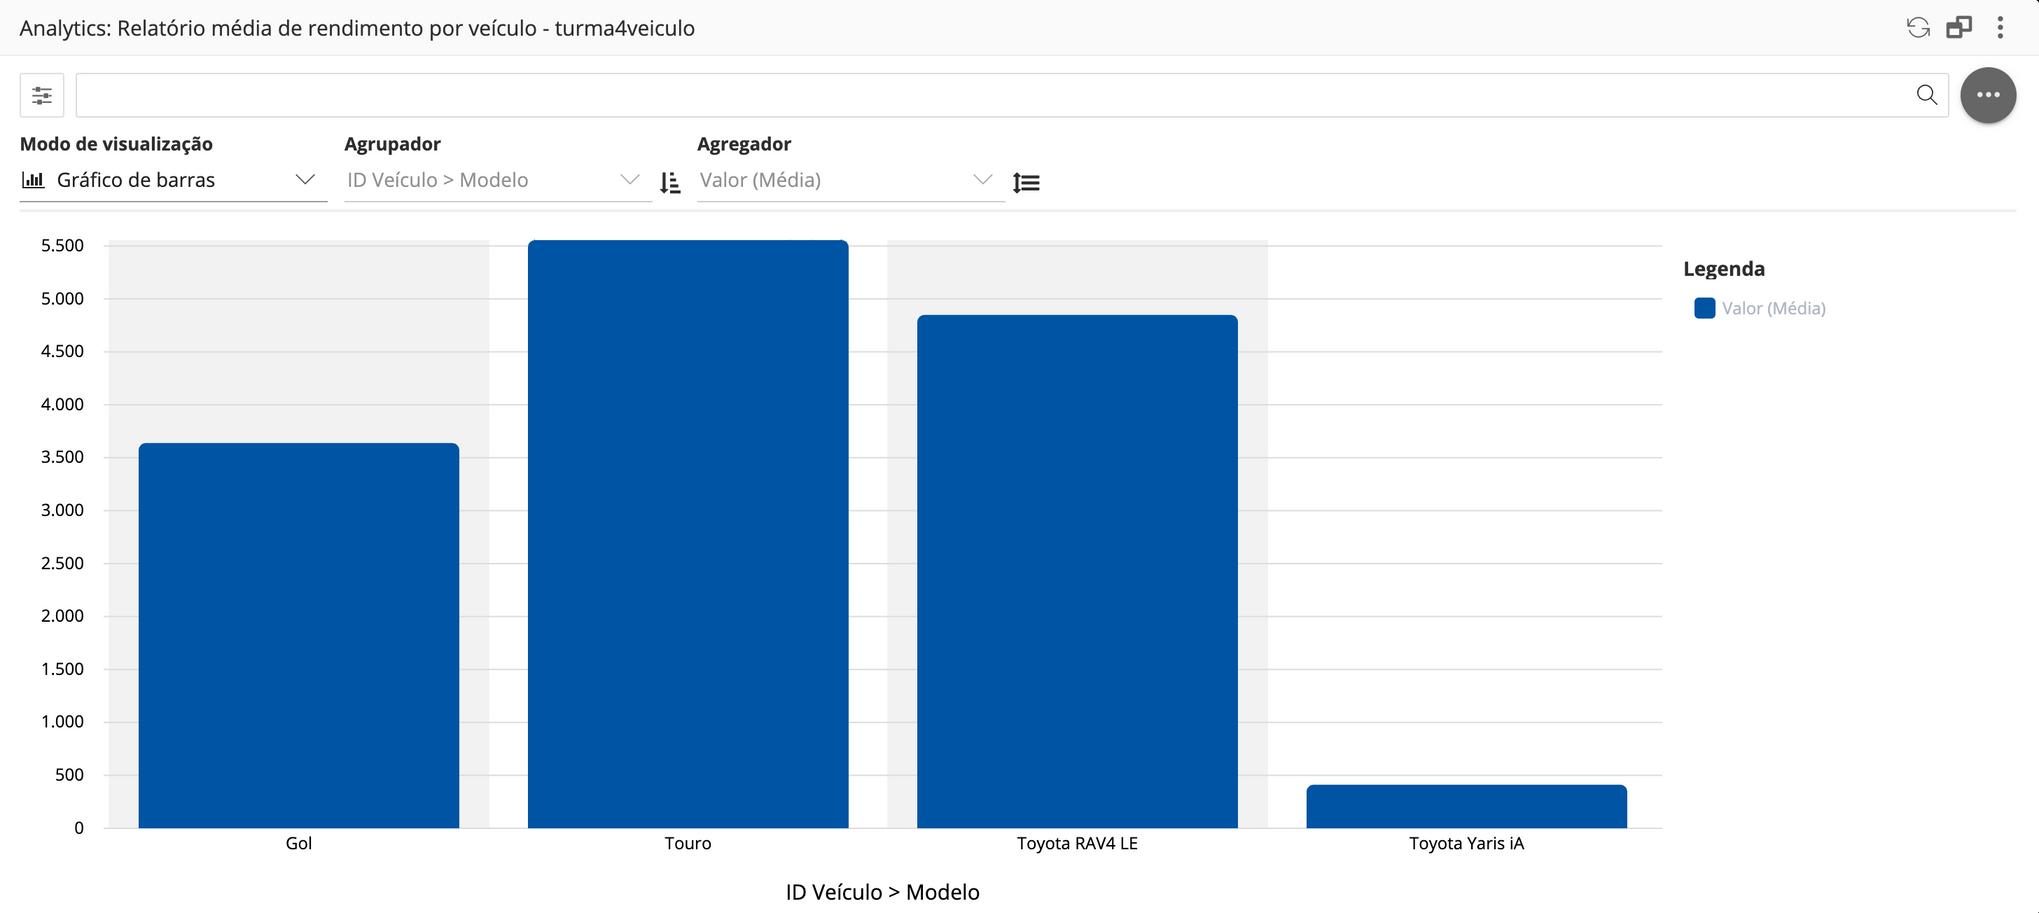 Analytics: Relatório média de rendimento por veículo - turma4veiculo
Modo de visualização
Agrupador
Agregador
Gráfico de barras
ID Veículo > Modelo
Valor (Média)
5.500
5.000
4.500
4.000
3.500
3.000
2.500
2.000
1.500
1.000
500
0
Gol
Touro
Toyota RAV4 LE
Toyota Yaris iA
ID Veículo > Modelo
Legenda
Valor (Média)